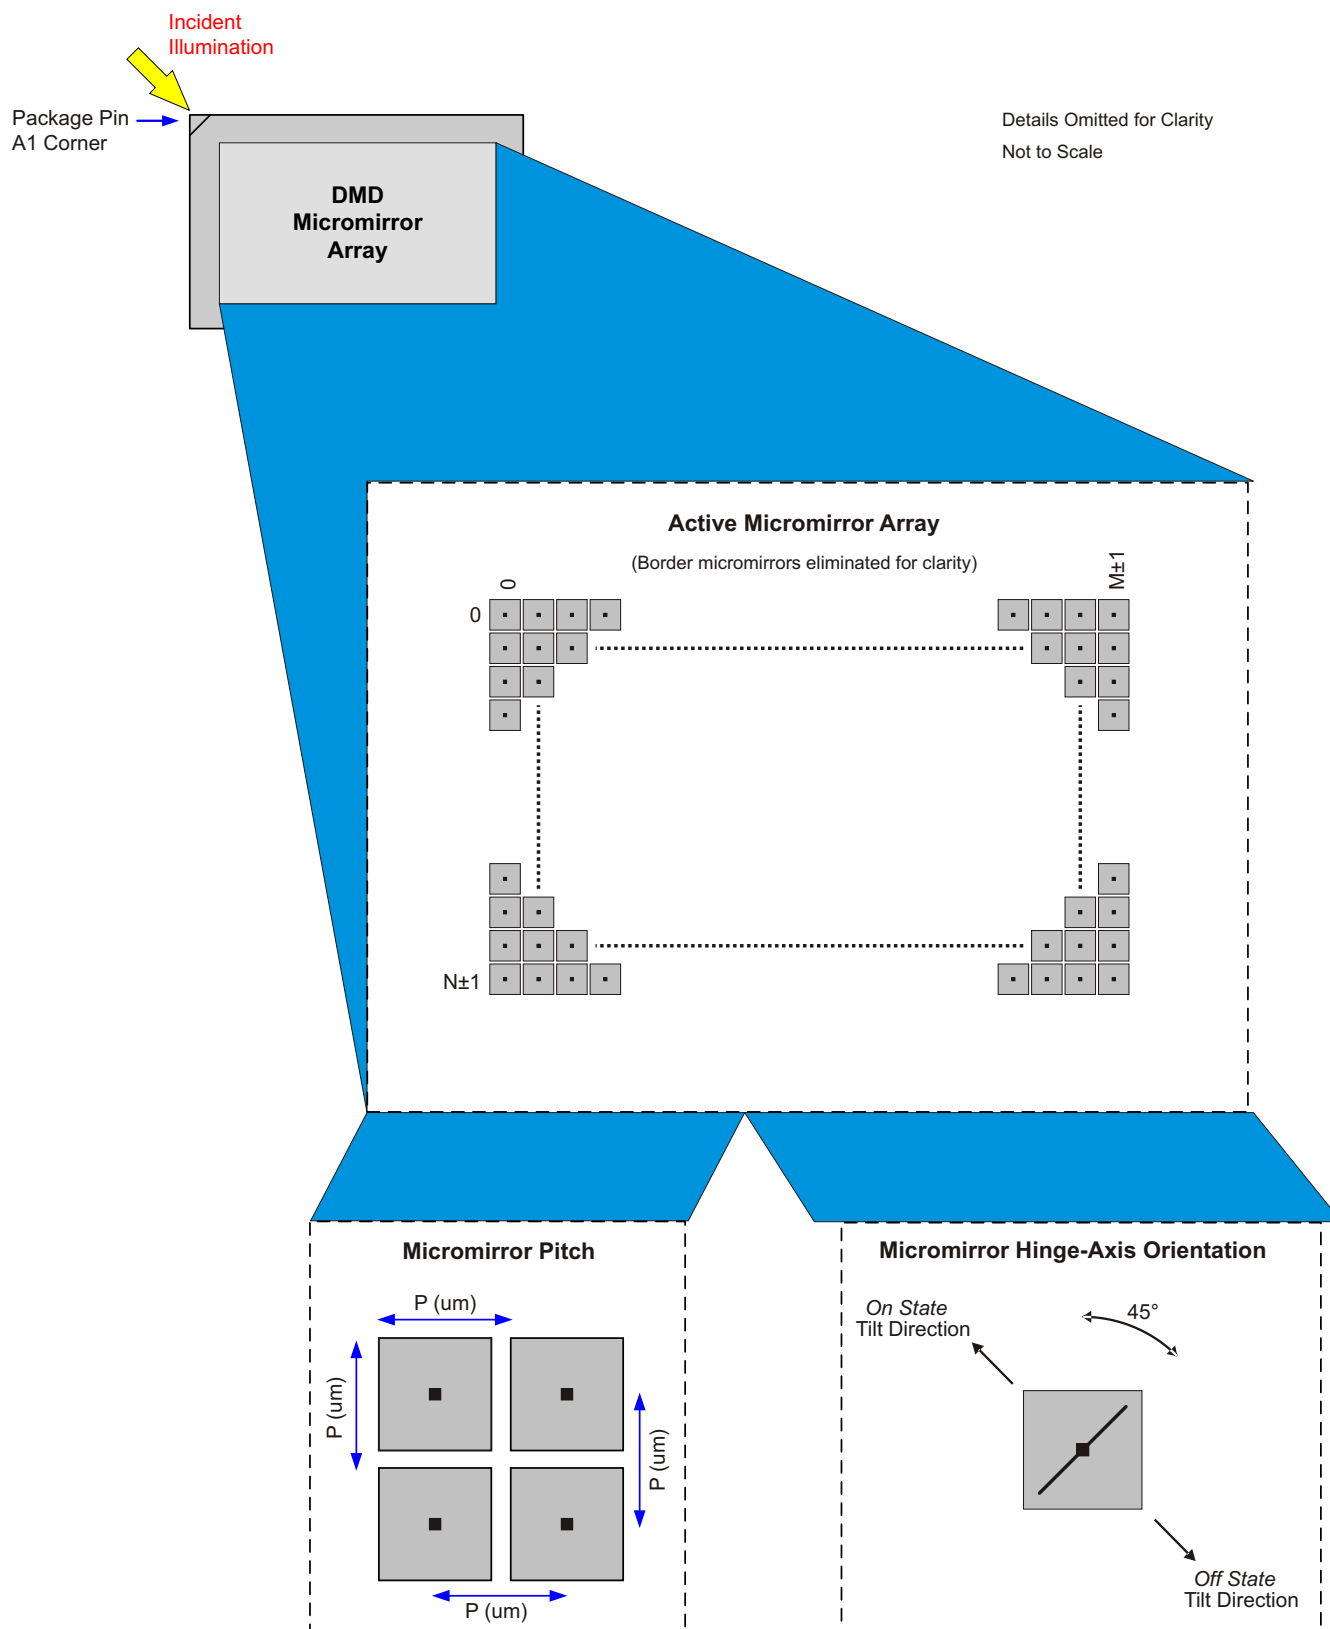 Incident
Illumination
Package Pin
A1 Corner
Details Omitted for Clarity
Not to Scale
DMD
Micromirror
Array
Active Micromirror Array
(Border micromirrors eliminated for clarity)
0
M±1
0
N±1
Micromirror Pitch
P (um)
P (um)
P (um)
P (um)
Micromirror Hinge-Axis Orientation
On State
Tilt Direction
45°
Off State
Tilt Direction